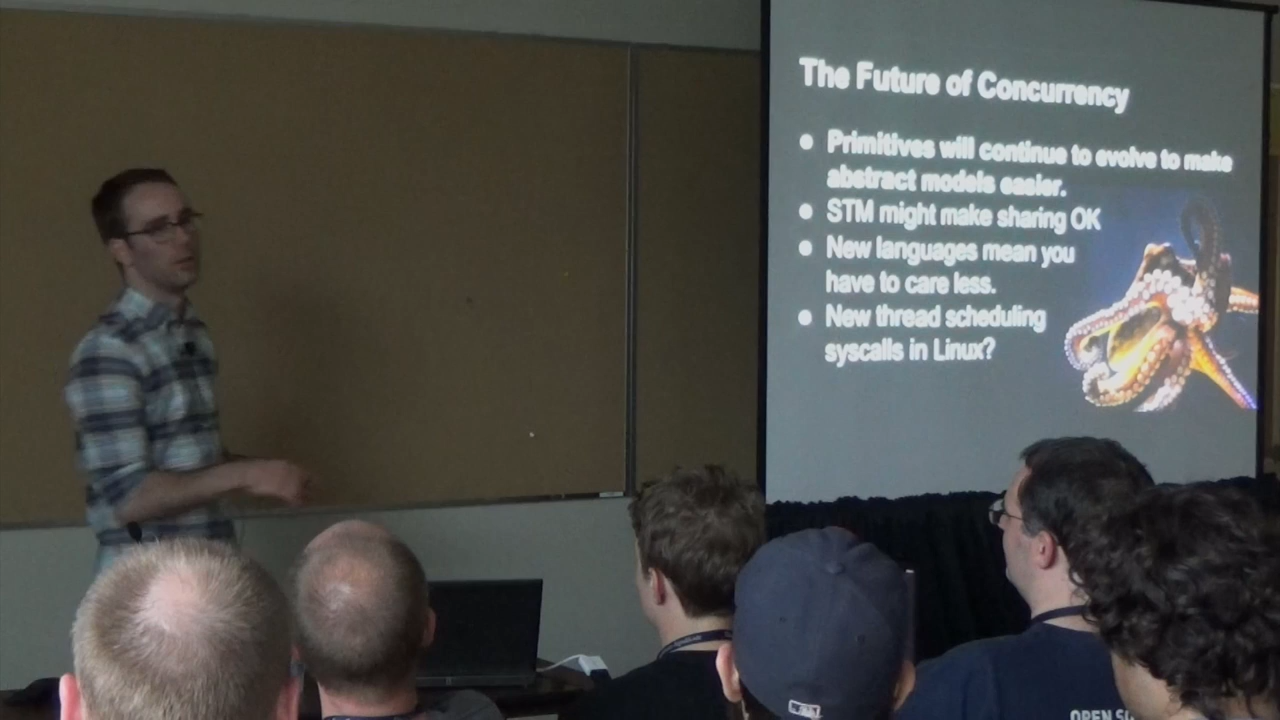 The Future of Concurrency
● Primitives will continue to evolve to make
abstract models easier.
● STM might make sharing OK
● New languages mean you
have to care less.
● New thread scheduling
syscalls in Linux?
OPEN